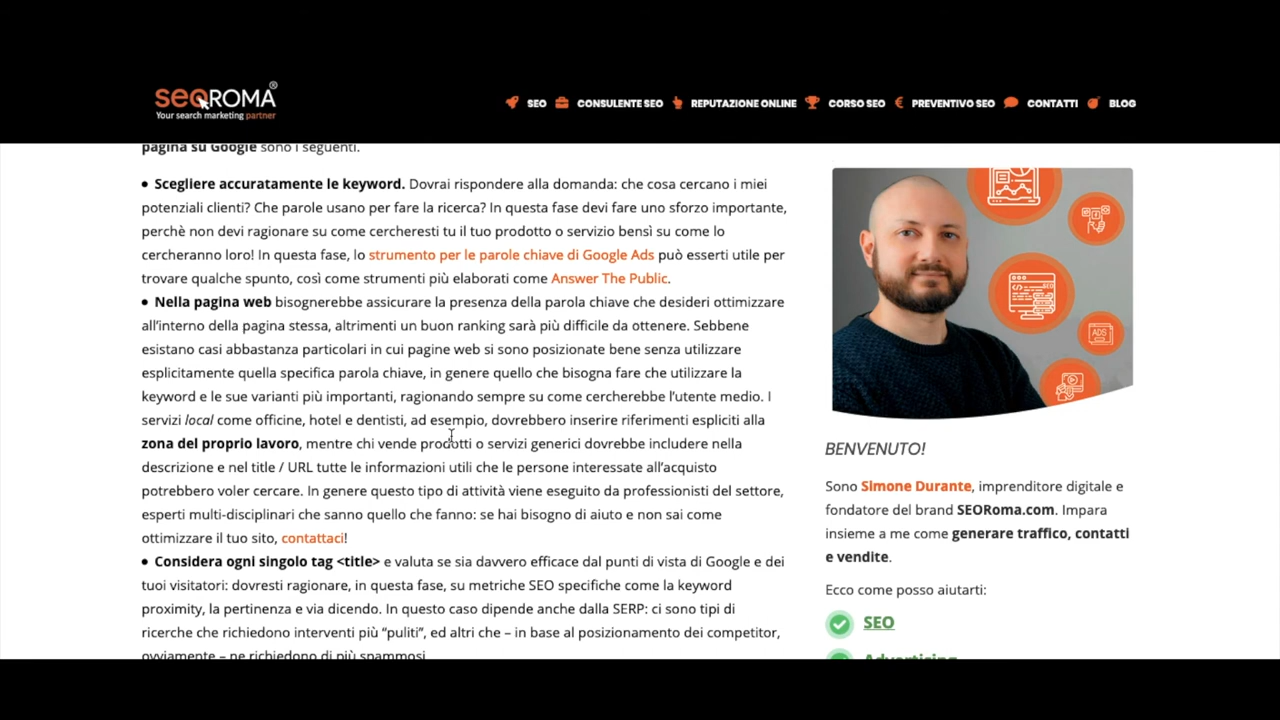 SEOROMA®
Your search marketing partner
SEO CONSULENTE SEO REPUTAZIONE ONLINE CORSO SEO PREVENTIVO SEO CONTATTI BLOG
pagina su Google sono i seguenti.
• Scegliere accuratamente le keyword. Dovrai rispondere alla domanda: che cosa cercano i miei
potenziali clienti? Che parole usano per fare la ricerca? In questa fase devi fare uno sforzo importante,
perchè non devi ragionare su come cercheresti tu il tuo prodotto o servizio bensì su come lo
cercheranno loro! In questa fase, lo strumento per le parole chiave di Google Ads può esserti utile per
trovare qualche spunto, così come strumenti più elaborati come Answer The Public.
• Nella pagina web bisognerebbe assicurare la presenza della parola chiave che desideri ottimizzare
all'interno della pagina stessa, altrimenti un buon ranking sarà più difficile da ottenere. Sebbene
esistano casi abbastanza particolari in cui pagine web si sono posizionate bene senza utilizzare
esplicitamente quella specifica parola chiave, in genere quello che bisogna fare che utilizzare la
keyword e le sue varianti più importanti, ragionando sempre su come cercherebbe l'utente medio. I
servizi local come officine, hotel e dentisti, ad esempio, dovrebbero inserire riferimenti espliciti alla
zona del proprio lavoro, mentre chi vende prodotti o servizi generici dovrebbe includere nella
descrizione e nel title / URL tutte le informazioni utili che le persone interessate all'acquisto
potrebbero voler cercare. In genere questo tipo di attività viene eseguito da professionisti del settore,
esperti multi-disciplinari che sanno quello che fanno: se hai bisogno di aiuto e non sai come
ottimizzare il tuo sito, contattaci!
• Considera ogni singolo tag <title> e valuta se sia davvero efficace dal punti di vista di Google e dei
tuoi visitatori: dovresti ragionare, in questa fase, su metriche SEO specifiche come la keyword
proximity, la pertinenza e via dicendo. In questo caso dipende anche dalla SERP: ci sono tipi di
ricerche che richiedono interventi più "puliti", ed altri che – in base al posizionamento dei competitor,
ovviamente – ne richiedono di più spammosi.
SEO
ADS
BENVENUTO!
Sono Simone Durante, imprenditore digitale e
fondatore del brand SEORoma.com. Impara
insieme a me come generare traffico, contatti
e vendite.
Ecco come posso aiutarti:
SEO
Advertising